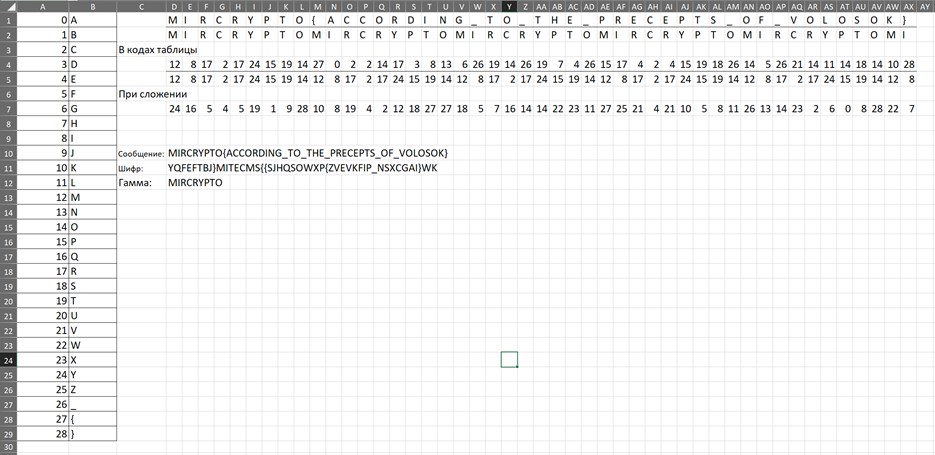 A B C D E F G H I J K L M N O P Q R S T U V W X Y Z AA AB AC AD AE AF AG AH AI AJ AK AL AM AN AO AP AQ AR AS AT AU AV AW AX AY
1 0 A M I R C R Y P T O { A C C O R D I N G _ T O _ T H E _ P R E C E P T S _ O F _ V O L O S O K }
2 1 B M I R C R Y P T O M I R C R Y P T O M I R C R Y P T O M I R C R Y P T O M I R C R Y P T O M I
3 2 C В кодах таблицы
4 3 D 12 8 17 2 17 24 15 19 14 27 0 2 2 14 17 3 8 13 6 26 19 14 26 19 7 4 26 15 17 4 2 4 15 19 18 26 14 5 26 21 14 11 14 18 14 10 28
5 4 E 12 8 17 2 17 24 15 19 14 12 8 17 2 17 24 15 19 14 12 8 17 2 17 24 15 19 14 12 8 17 2 17 24 15 19 14 12 8 17 2 17 24 15 19 14 12 8
6 5 F При сложении
7 6 G 24 16 5 4 5 19 1 9 28 10 8 19 4 2 12 18 27 27 18 5 7 16 14 14 22 23 11 27 25 21 4 21 10 5 8 11 26 13 14 23 2 6 0 8 28 22 7
8 7 H
9 8 I
10 9 J Сообщение: MIRCRYPTO{ACCORDING_TO_THE_PRECEPTS_OF_VOLOSOK}
11 10 K Шифр: YQFEFTBJ}MITECMS{{SJHQSOWXP{ZVEVKFIP_NSXCGAI}WK
12 11 L Гамма: MIRCRYPTO
13 12 M
14 13 N
15 14 O
16 15 P
17 16 Q
18 17 R
19 18 S
20 19 T
21 20 U
22 21 V
23 22 W
24 23 X
25 24 Y
26 25 Z
27 26 _
28 27 {
29 28 }
30